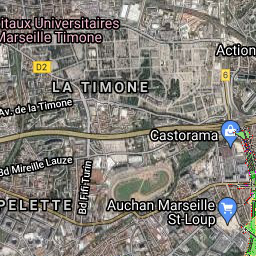 itaux Universitaires
Marseille Timone
Action
D2
6
LA TIMONE
Av. de la Timone
Castorama
Bd Mireille Lauze
Bd Fifi Turin
PELETTE
Auchan Marseille
St-Loup